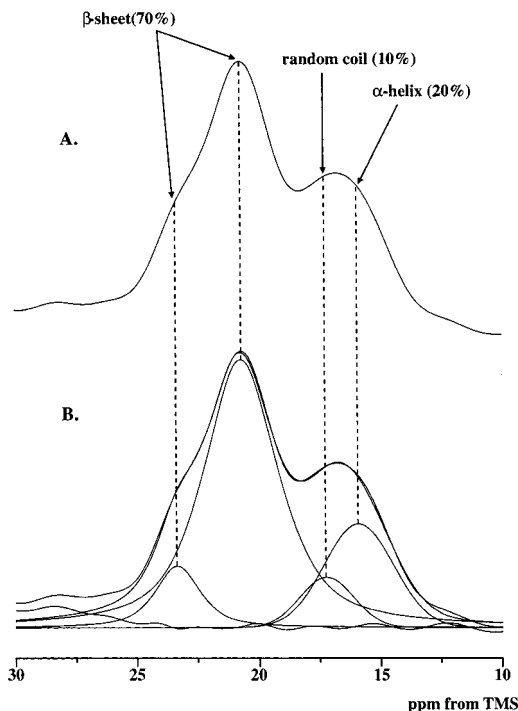 β-sheet(70%)
random coil (10%)
α-helix (20%)
A.
B.
30 25 20 15 10
ppm from TMS